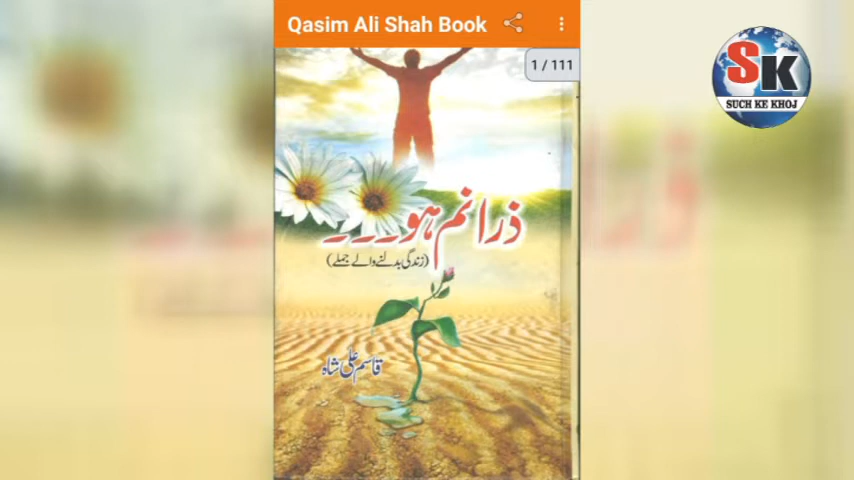 Qasim Ali Shah Book
1 / 111
SK
SUCH KE KHOJ
ذرا نم ہو۔۔۔
(زندگی بدلنے والے جملے)
قاسم علی شاہ